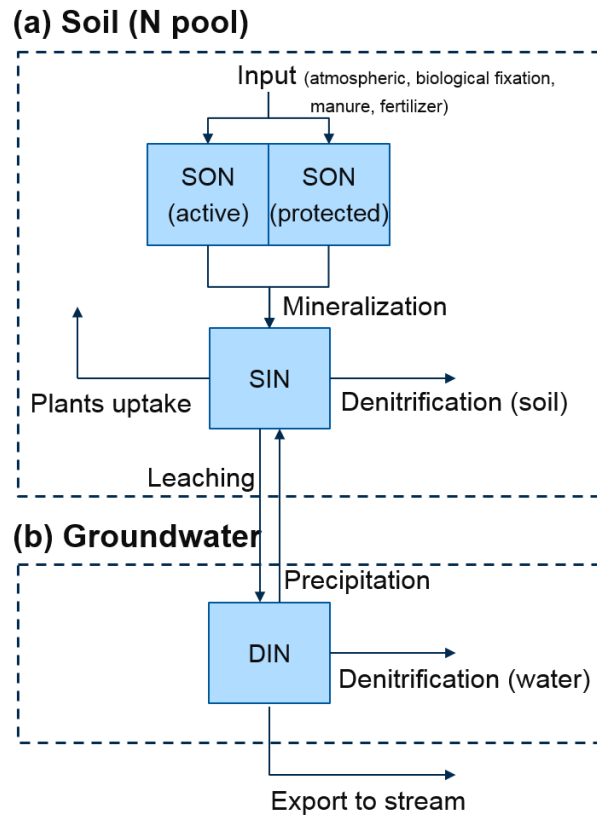 (a) Soil (N pool)
Input (atmospheric, biological fixation,
manure, fertilizer)
SON
(active)
SON
(protected)
Mineralization
SIN
Plants uptake
Denitrification (soil)
Leaching
(b) Groundwater
Precipitation
DIN
Denitrification (water)
Export to stream